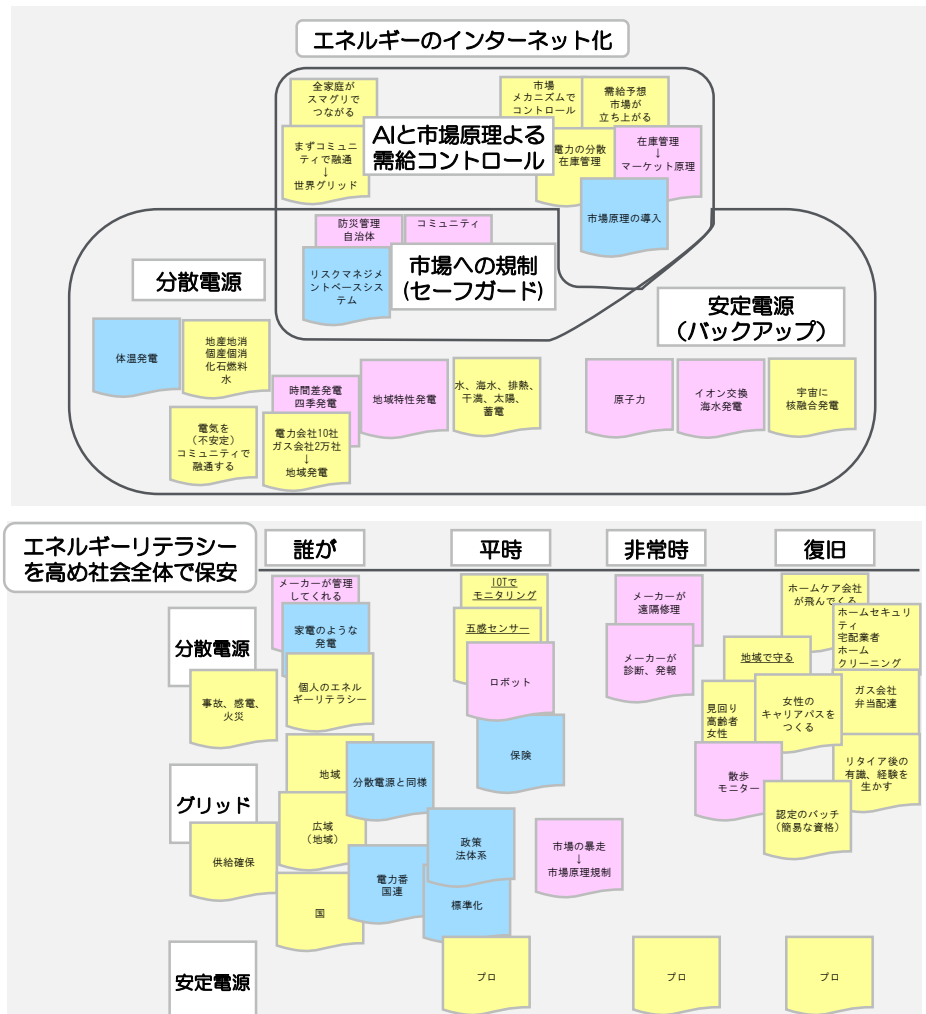 エネルギーのインターネット化
全家庭が
スマグリで
つながる
まずコミュニ
ティで融通
↓
世界グリッド
AIと市場原理よる
需給コントロール
市場
メカニズムで
コントロール
需給予想
市場が
立ち上がる
電力の分散
在庫管理
在庫管理
↓
マーケット原理
市場原理の導入
防災管理
自治体
コミュニティ
リスクマネジメ
ントベースシス
テム
市場への規制
(セーフガード)
分散電源
安定電源
(バックアップ)
体温発電
地産地消
個産個消
化石燃料
水
時間差発電
四季発電
地域特性発電
水、海水、排熱、
干満、太陽、
蓄電
電気を
(不安定)
コミュニティで
融通する
電力会社10社
ガス会社2万社
↓
地域発電
原子力
イオン交換
海水発電
宇宙に
核融合発電
エネルギーリテラシー
を高め社会全体で保安
誰が
平時
非常時
復旧
分散電源
事故、感電、
火災
メーカーが管理
してくれる
家電のような
発電
個人のエネル
ギーリテラシー
IOTで
モニタリング
五感センサー
ロボット
保険
メーカーが
遠隔修理
メーカーが
診断、発報
ホームケア会社
が飛んでくる
ホームセキュリ
ティ
宅配業者
ホーム
クリーニング
地域で守る
見回り
高齢者
女性
女性の
キャリアパスを
つくる
ガス会社
弁当配達
散歩
モニター
リタイア後の
有識、経験を
生かす
認定のバッチ
(簡易な資格)
グリッド
供給確保
地域
分散電源と同様
広域
(地域)
電力番
国連
国
政策
法体系
標準化
市場の暴走
↓
市場原理規制
安定電源
プロ
プロ
プロ